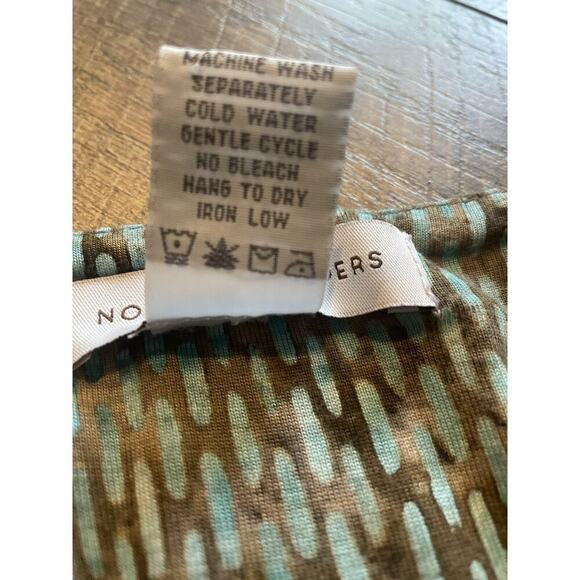 MACHINE WASH
SEPARATELY
COLD WATER
GENTLE CYCLE
NO BLEACH
HANG TO DRY
IRON LOW